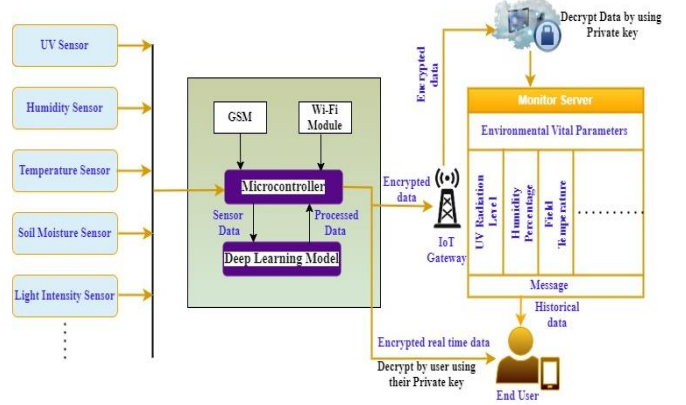 UV Sensor
Humidity Sensor
Temperature Sensor
Soil Moisture Sensor
Light Intensity Sensor
GSM
Wi-Fi
Module
Microcontroller
Sensor
Data
Processed
Data
Deep Learning Model
Encrypted
data
IoT
Gateway
Encrypted
data
Decrypt Data by using
Private key
Monitor Server
Environmental Vital Parameters
UV Radiation
Level
Humidity
Percentage
Field
Temperature
Message
Historical
data
Encrypted real time data
Decrypt by user using
their Private key
End User